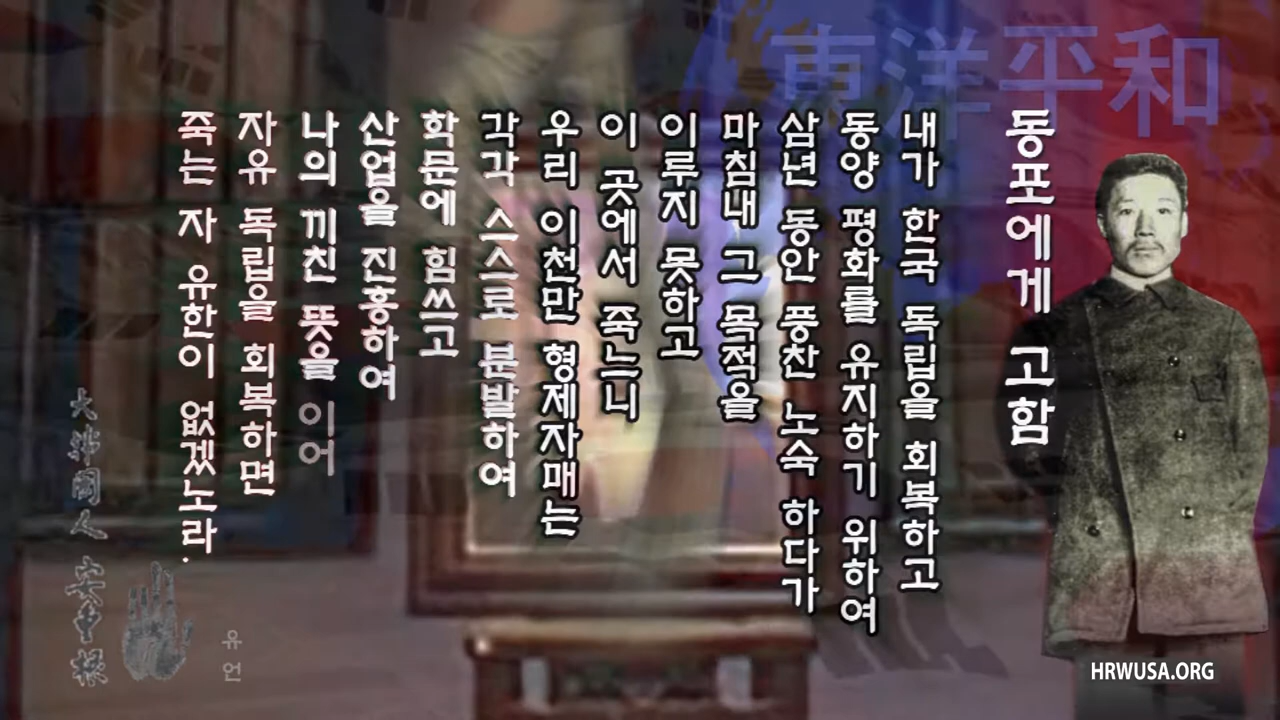 東洋平和
동포에게 고함
내가 한국 독립을 회복하고
동양 평화를 유지하기 위하여
삼년 동안 풍찬 노숙 하다가
마침내 그 목적을
이루지 못하고
이 곳에서 죽느니
우리 이천만 형제자매는
각각 스스로 분발하여
학문에 힘쓰고
산업을 진흥하여
나의 끼친 뜻을 이어
자유 독립을 회복하면
죽는 자 유한이 없겠노라.
유언
大韓國人 安重根
HRWUSA.ORG